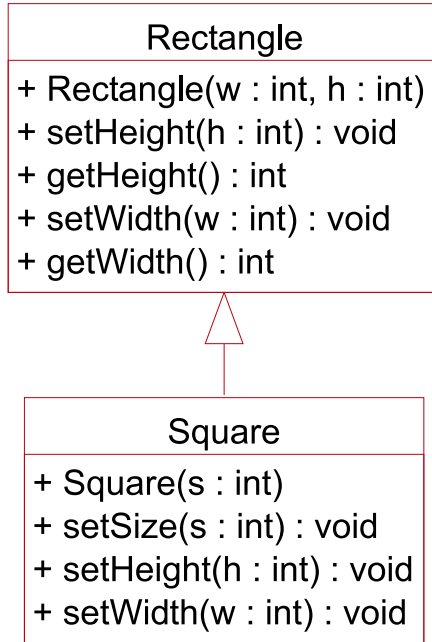 Rectangle
+ Rectangle(w : int, h : int)
+ setHeight(h : int) : void
+ getHeight() : int
+ setWidth(w : int) : void
+ getWidth() : int
Square
+ Square(s : int)
+ setSize(s : int) : void
+ setHeight(h : int) : void
+ setWidth(w : int) : void